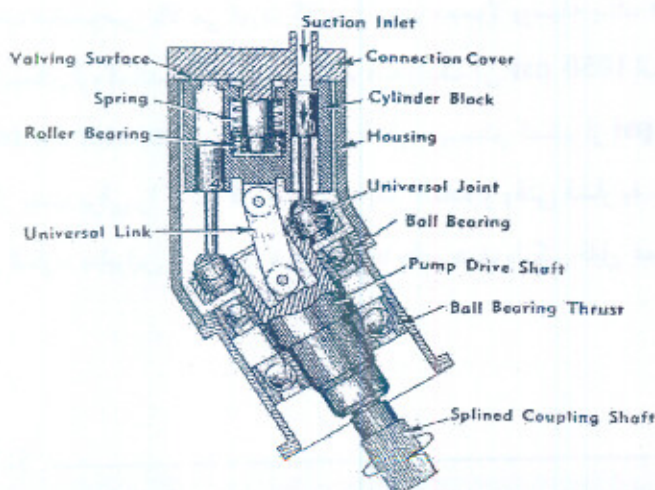 Suction Inlet
Valving Surface
Connection Cover
Spring
Cylinder Block
Roller Bearing
Housing
Universal Joint
Universal Link
Ball Bearing
Pump Drive Shaft
Ball Bearing Thrust
Splined Coupling Shaft